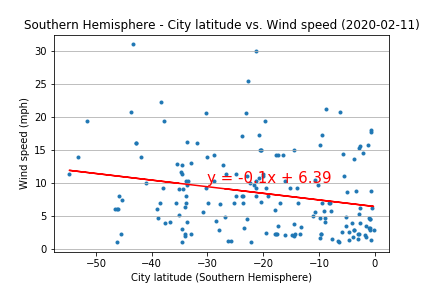 Southern Hemisphere - City latitude vs. Wind speed (2020-02-11)
30
25
20
15
10
5
0
Wind speed (mph)
y = -0.1x + 6.39
−50 −40 −30 −20 −10 0
City latitude (Southern Hemisphere)